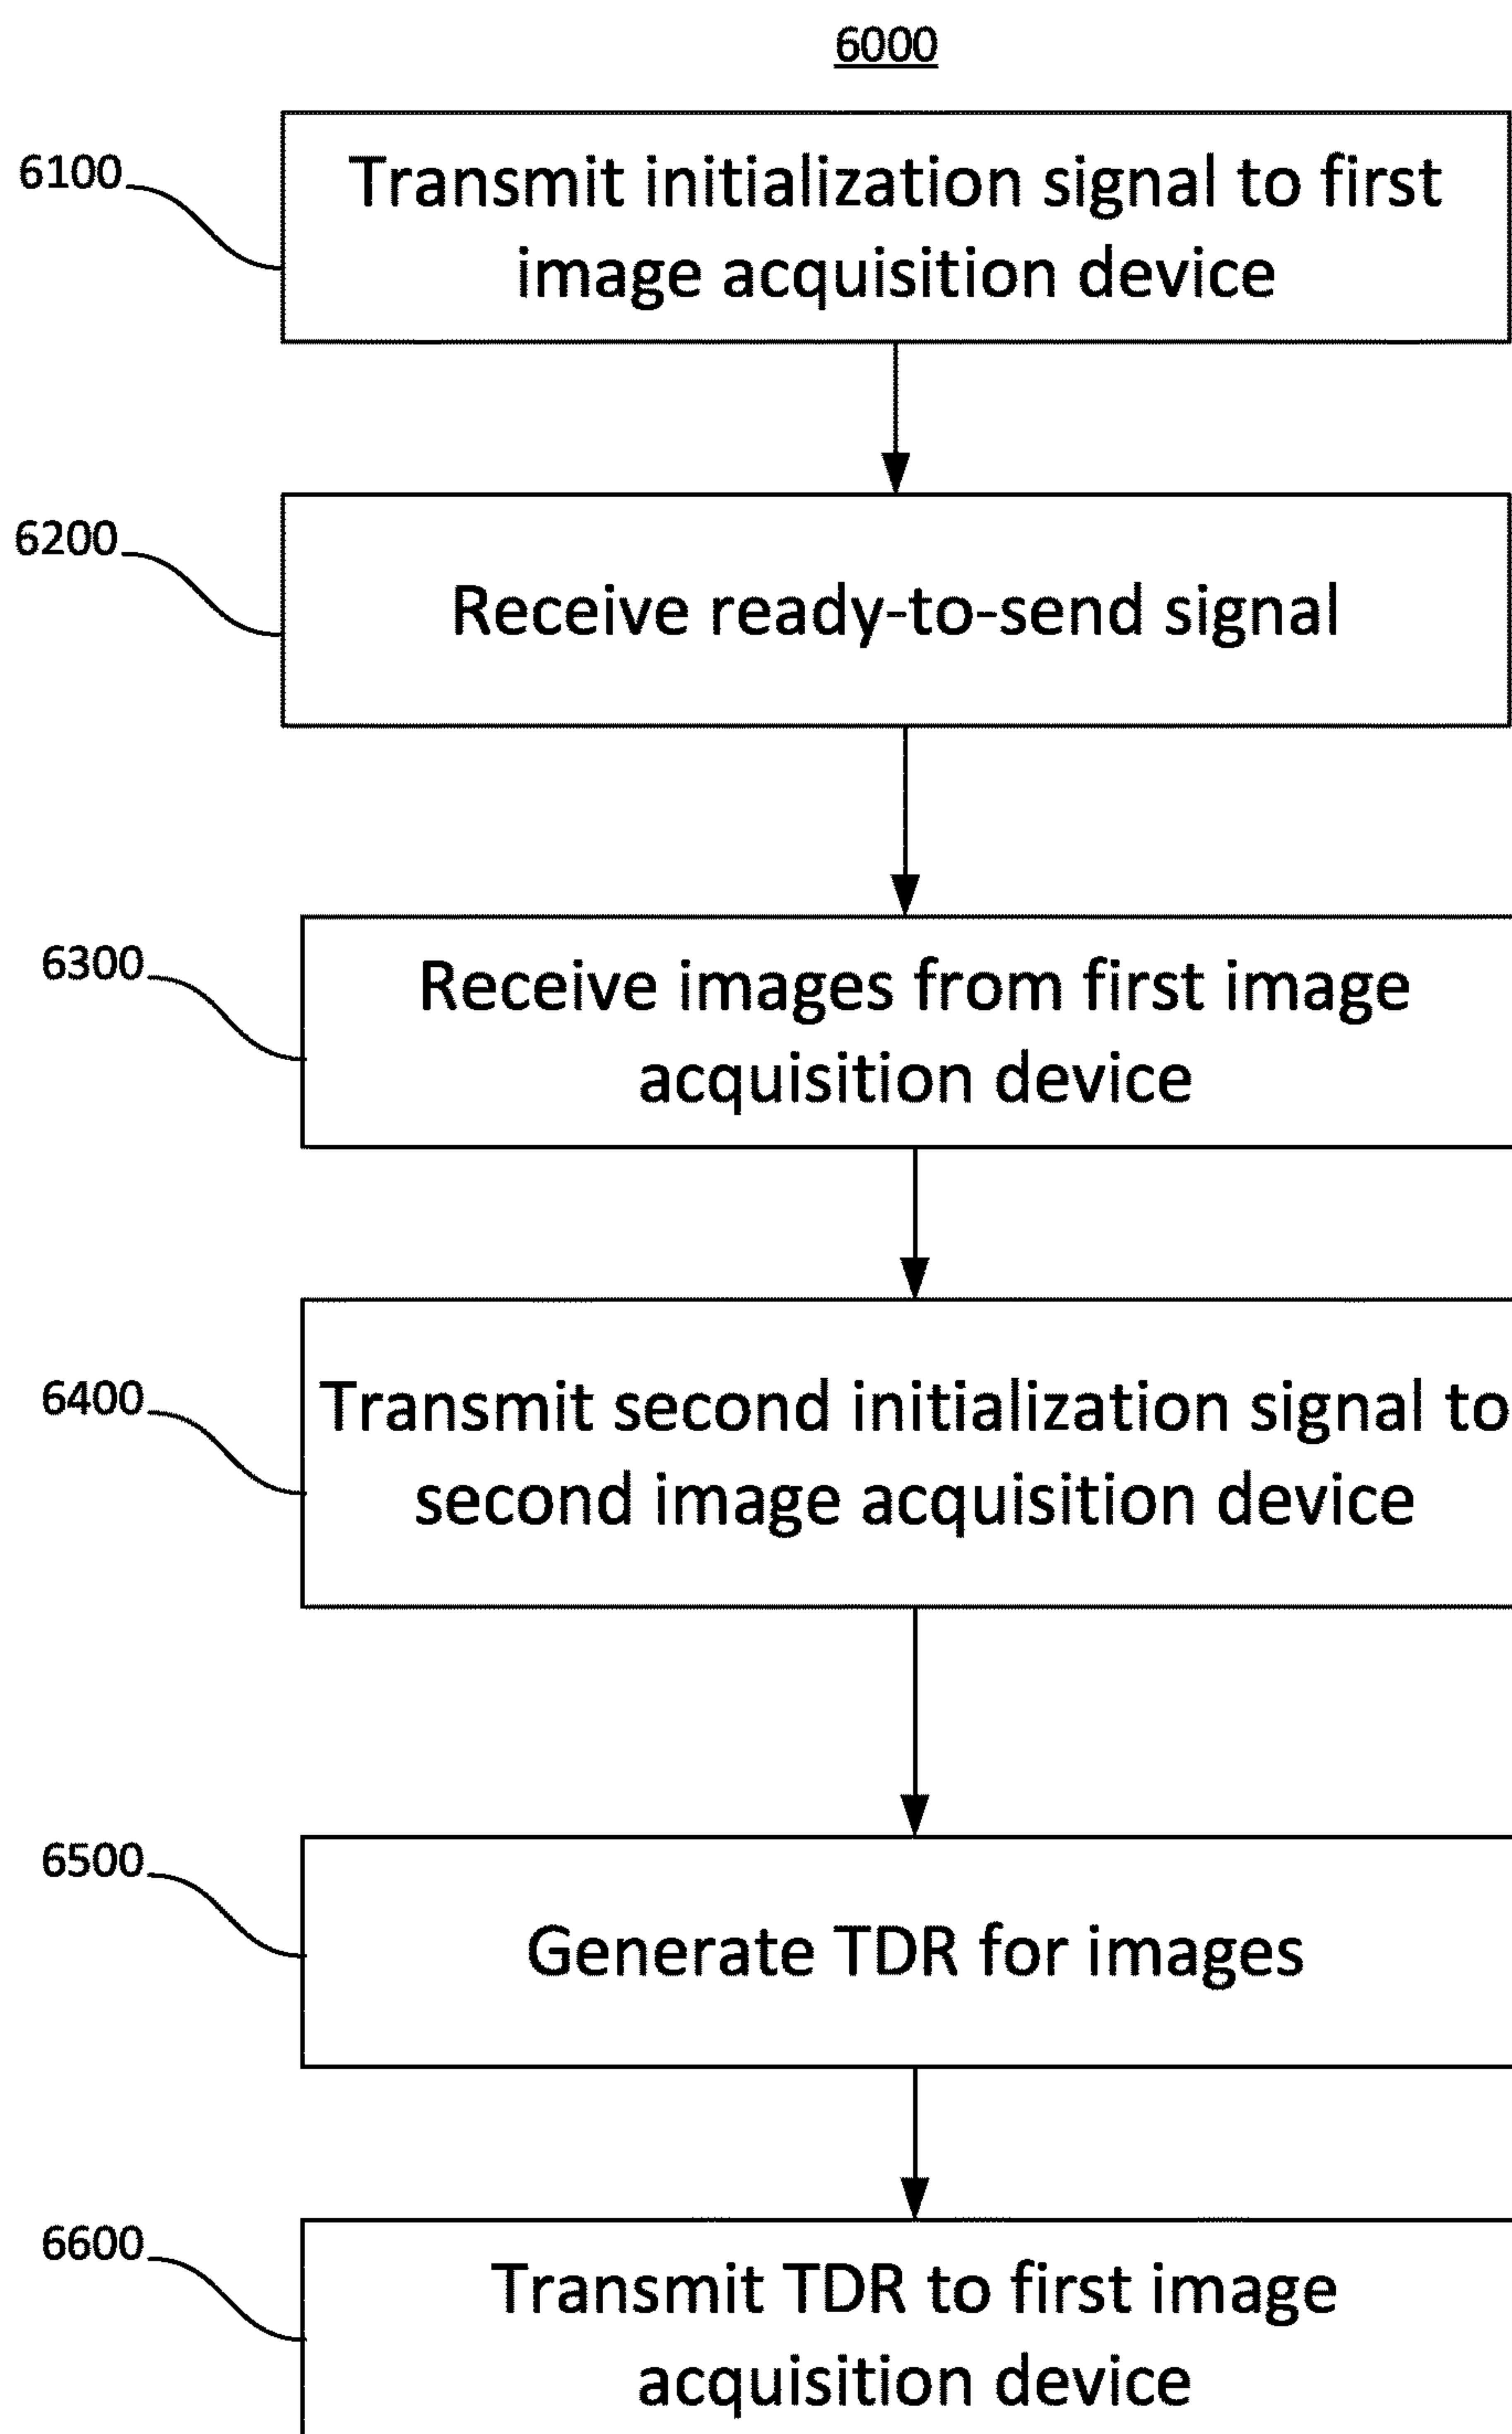 6000
6100
Transmit initialization signal to first
image acquisition device
6200
Receive ready-to-send signal
6300
Receive images from first image
acquisition device
6400
Transmit second initialization signal to
second image acquisition device
6500
Generate TDR for images
6600
Transmit TDR to first image
acquisition device